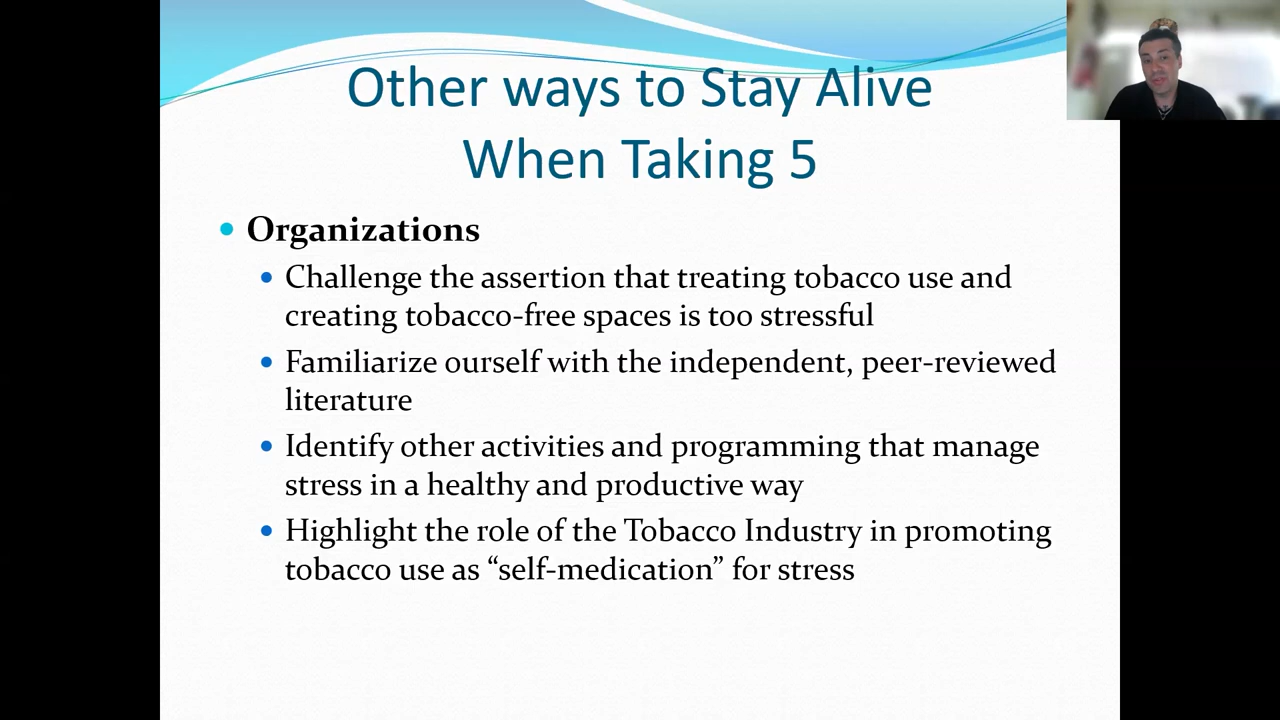 Other ways to Stay Alive
When Taking 5
Organizations
Challenge the assertion that treating tobacco use and
creating tobacco-free spaces is too stressful
Familiarize ourself with the independent, peer-reviewed
literature
Identify other activities and programming that manage
stress in a healthy and productive way
Highlight the role of the Tobacco Industry in promoting
tobacco use as “self-medication” for stress